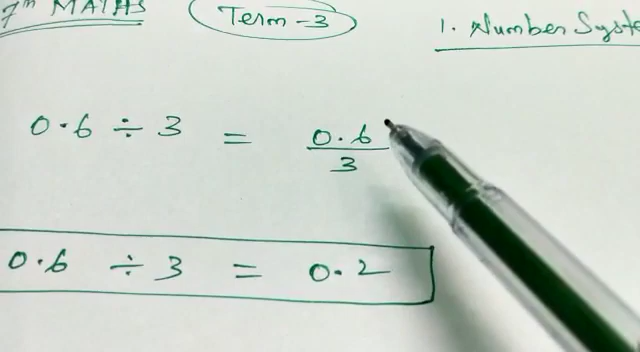 7th MATHS Term-3 1. Number Syste
0.6 ÷ 3 = 0.6/3
0.6 ÷ 3 = 0.2